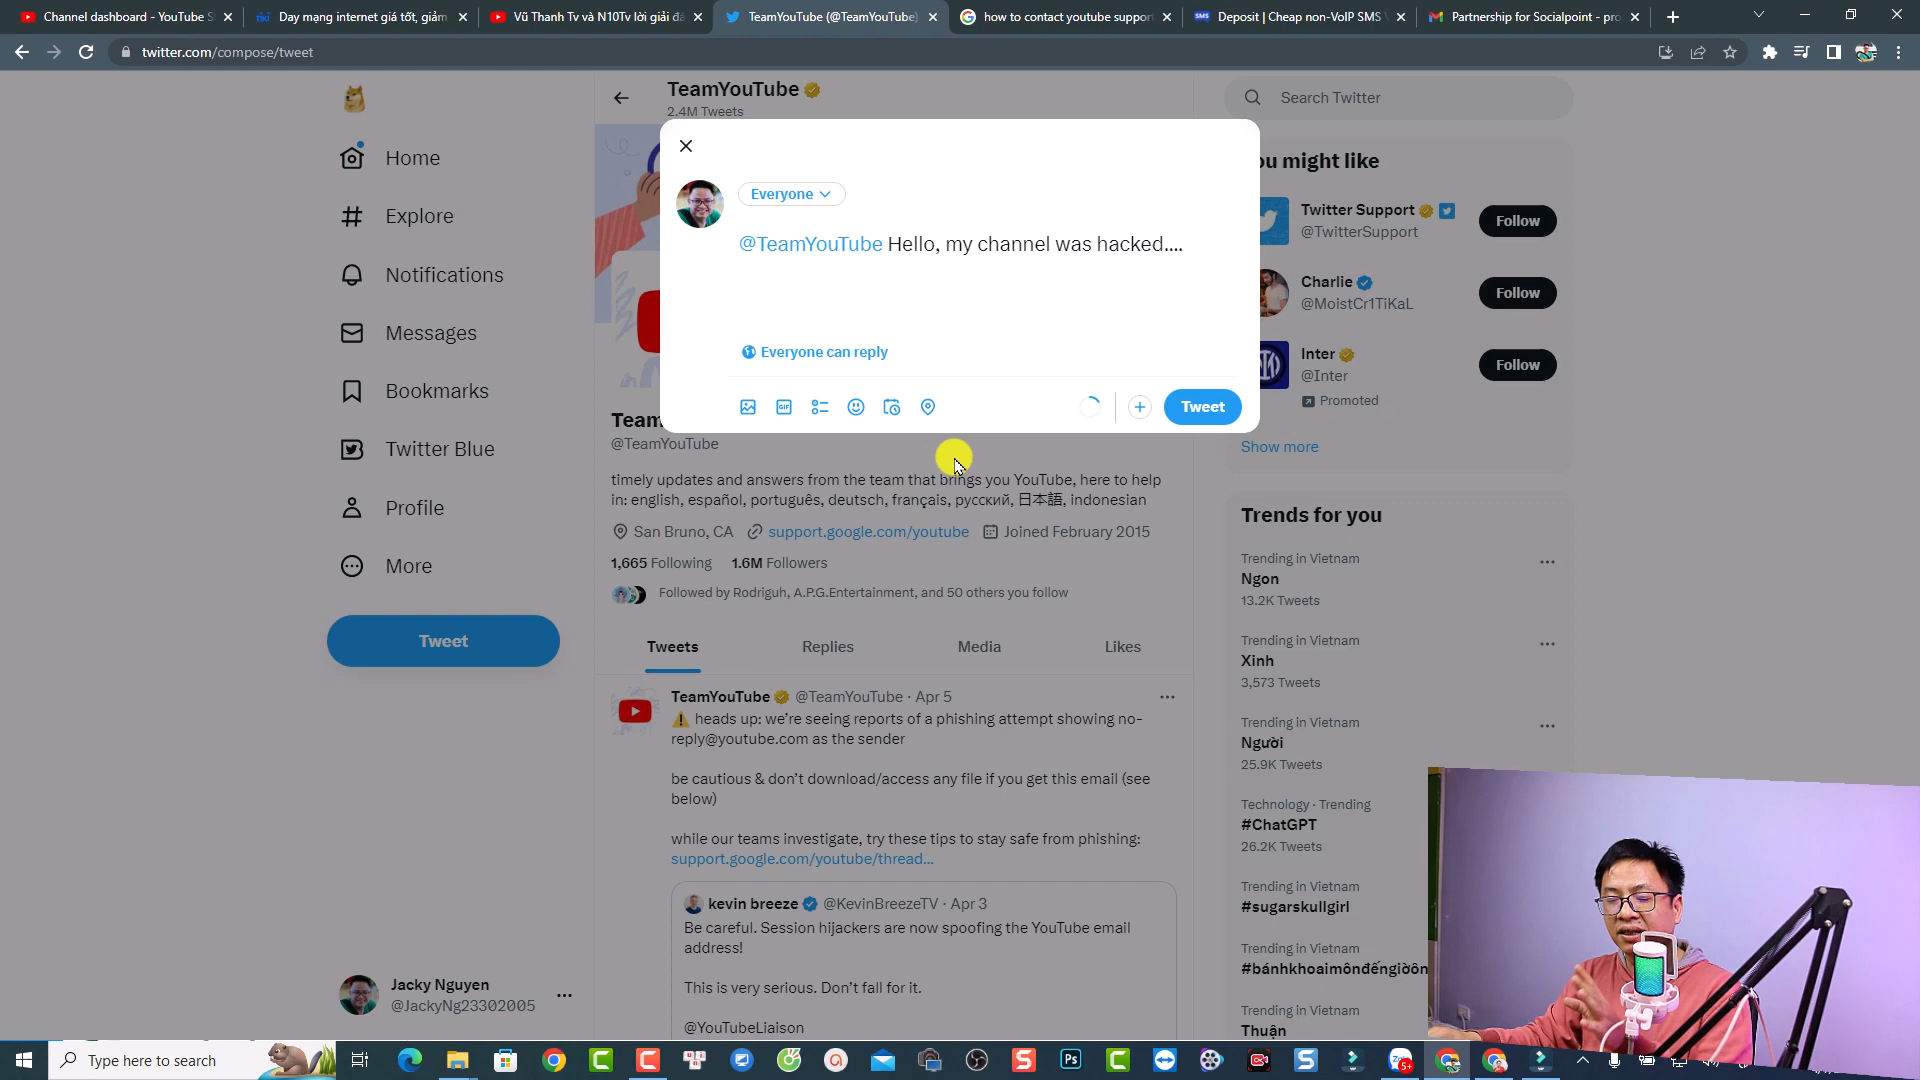 Channel dashboard - YouTube S
Dạy mạng internet giá tốt, giảm
Vũ Thanh Tv và N10Tv lời giải đá
TeamYouTube (@TeamYouTube)
how to contact youtube suppor
Deposit | Cheap non-VoIP SMS V
Partnership for Socialpoint - pro
twitter.com/compose/tweet
Home
Explore
Notifications
Messages
Bookmarks
Twitter Blue
Profile
More
Tweet
Jacky Nguyen
@JackyNg23302005
TeamYouTube
2.4M Tweets
Everyone
@TeamYouTube Hello, my channel was hacked....
Everyone can reply
GIF
Tweet
Team
@TeamYouTube
timely updates and answers from the team that brings you YouTube, here to help
in: english, español, português, deutsch, français, русский, 日本語, indonesian
San Bruno, CA support.google.com/youtube Joined February 2015
1,665 Following 1.6M Followers
Followed by Rodriguh, A.P.G.Entertainment, and 50 others you follow
Tweets Replies Media Likes
TeamYouTube @TeamYouTube · Apr 5
⚠️ heads up: we're seeing reports of a phishing attempt showing no-
reply@youtube.com as the sender
be cautious & don't download/access any file if you get this email (see
below)
while our teams investigate, try these tips to stay safe from phishing:
support.google.com/youtube/thread...
kevin breeze @KevinBreezeTV · Apr 3
Be careful. Session hijackers are now spoofing the YouTube email
address!
This is very serious. Don't fall for it.
@YouTubeLiaison
Search Twitter
ou might like
Twitter Support
@TwitterSupport
Follow
Charlie
@MoistCr1TiKaL
Follow
Inter
@Inter
Follow
Promoted
Show more
Trends for you
Trending in Vietnam
Ngon
13.2K Tweets
Trending in Vietnam
Xinh
3,573 Tweets
Trending in Vietnam
Người
25.9K Tweets
Technology · Trending
#ChatGPT
26.2K Tweets
Trending in Vietnam
#sugarskullgirl
Trending in Vietnam
#bánhkhoaimônđếngiờôn
Trending in Vietnam
Thuận
Type here to search